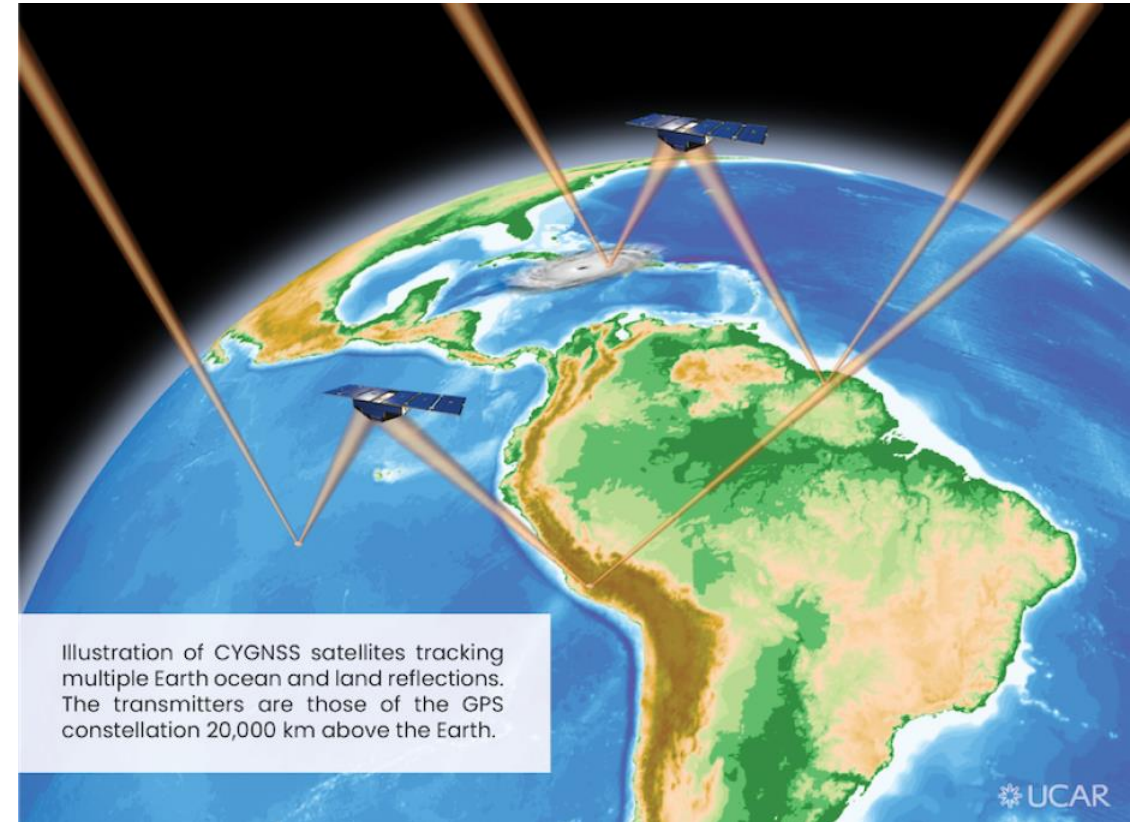 Illustration of CYGNSS satellites tracking
multiple Earth ocean and land reflections.
The transmitters are those of the GPS
constellation 20,000 km above the Earth.
UCAR